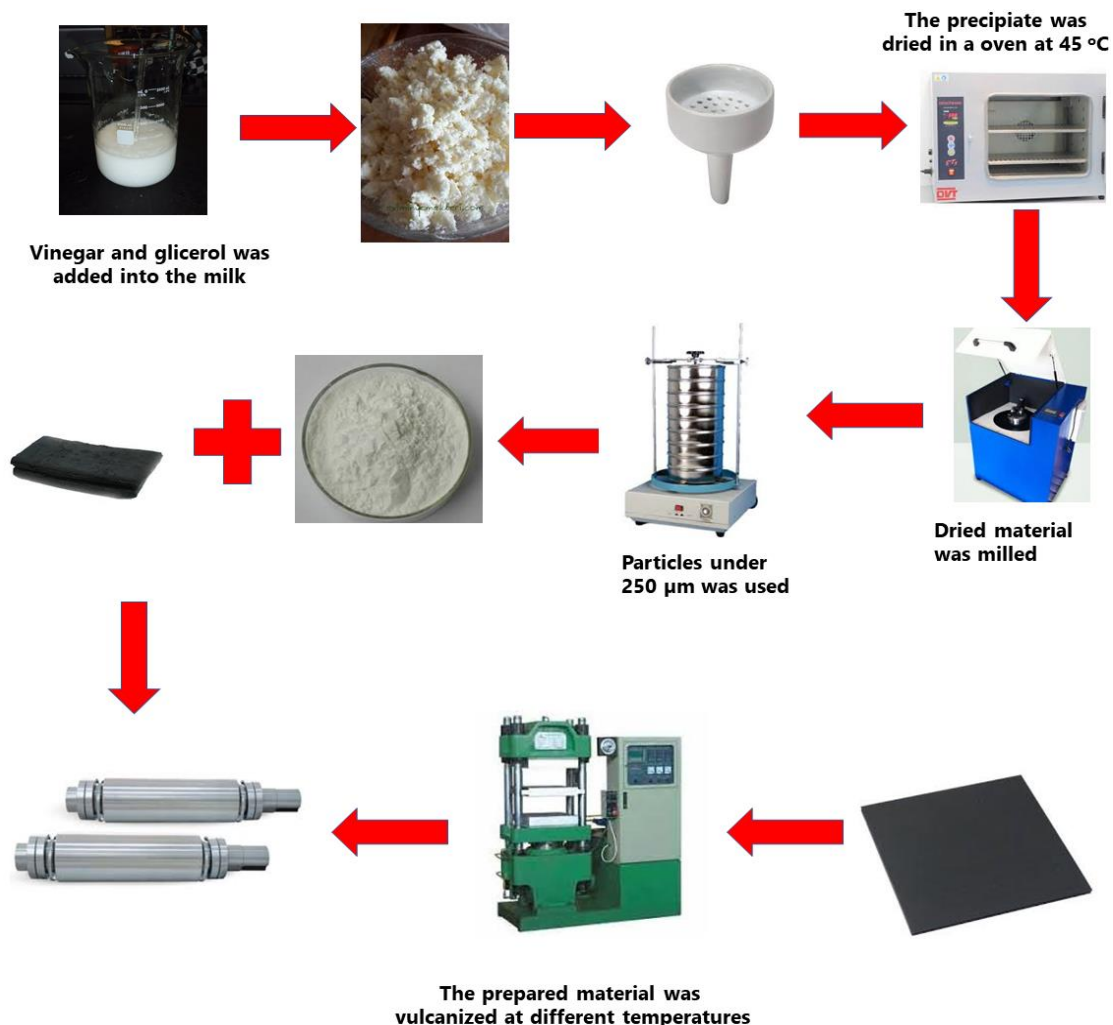 The precipiate was
dried in a oven at 45 ºC
Vinegar and glicerol was
added into the milk
DVT
Dried material
was milled
Particles under
250 µm was used
The prepared material was
vulcanized at different temperatures